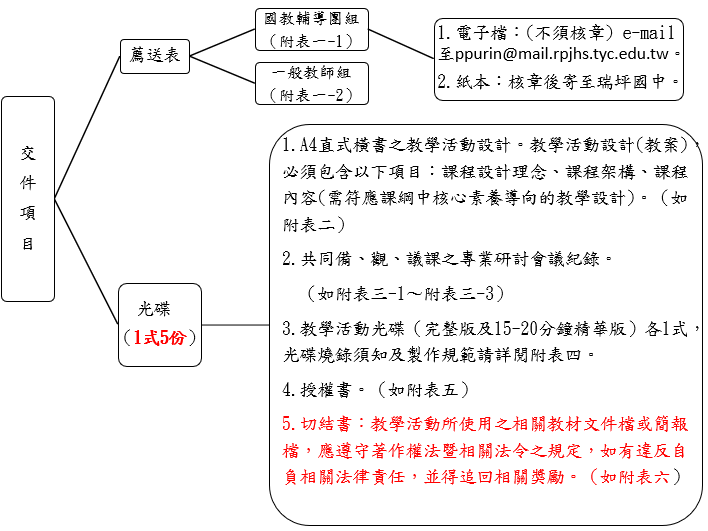 交件項目
薦送表
國教輔導團組
（附表一-1）
一般教師組
（附表一-2）
1.電子檔：(不須核章) e-mail
至ppurin@mail.rpjhs.tyc.edu.tw。
2.紙本：核章後寄至瑞坪國中。
光碟
（1式5份）
1.A4直式橫書之教學活動設計。教學活動設計(教案)，
必須包含以下項目：課程設計理念、課程架構、課程
內容(需符應課綱中核心素養導向的教學設計)。（如
附表二）
2.共同備、觀、議課之專業研討會議紀錄。
（如附表三-1～附表三-3）
3.教學活動光碟（完整版及15-20分鐘精華版）各1式，
光碟燒錄須知及製作規範請詳閱附表四。
4.授權書。（如附表五）
5.切結書：教學活動所使用之相關教材文件檔或簡報
檔，應遵守著作權法暨相關法令之規定，如有違反自
負相關法律責任，並得追回相關獎勵。（如附表六）